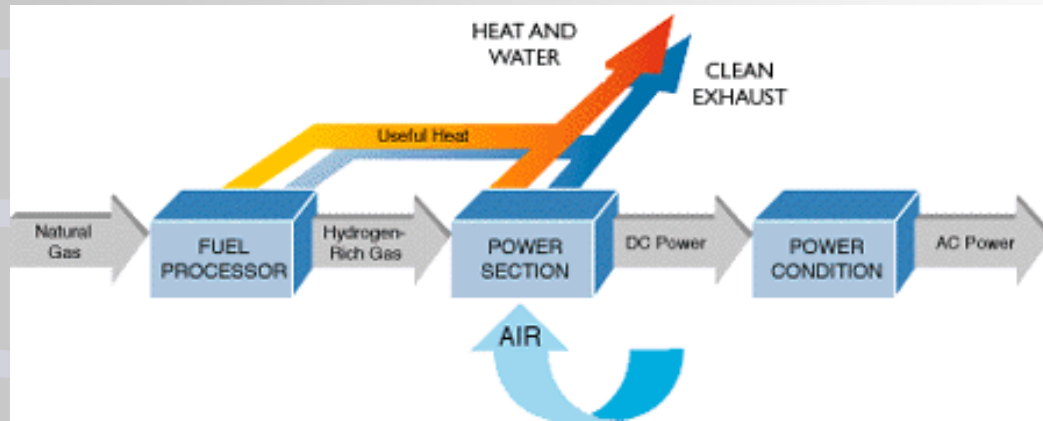 HEAT AND
WATER
CLEAN
EXHAUST
Useful Heat
Natural
Gas
FUEL
PROCESSOR
Hydrogen-
Rich Gas
POWER
SECTION
DC Power
POWER
CONDITION
AC Power
AIR